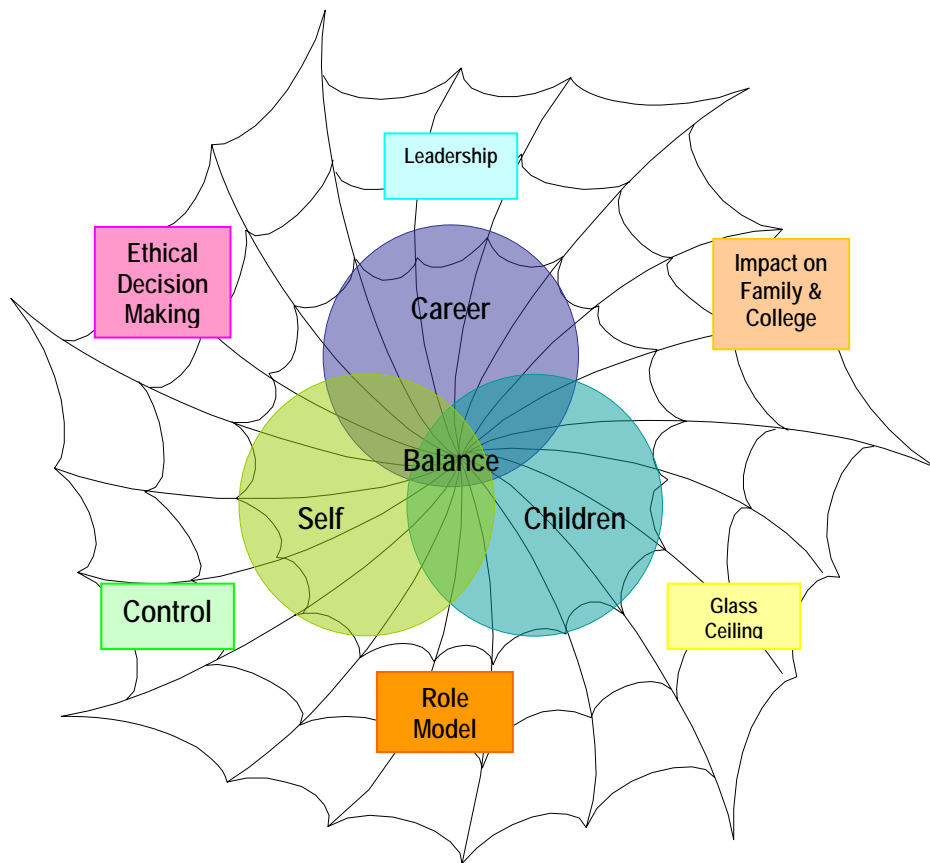 Leadership
Ethical
Decision
Making
Impact on
Family &
College
Career
Balance
Self
Children
Control
Glass
Ceiling
Role
Model